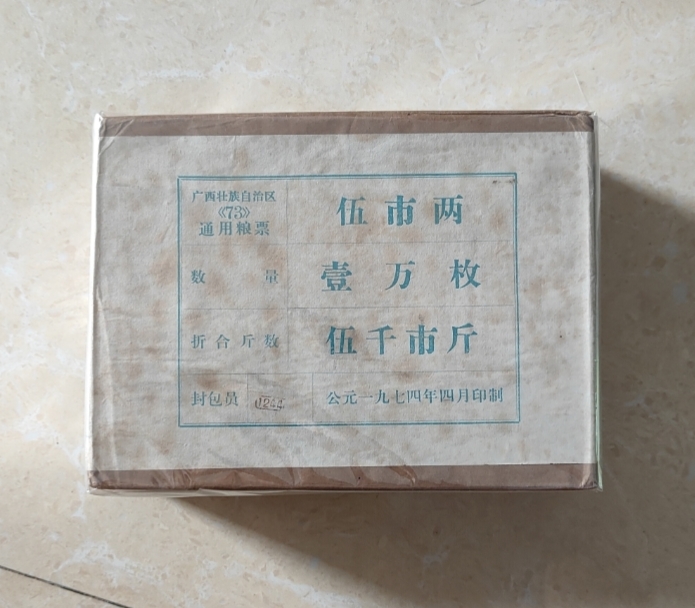 广西壮族自治区
《73》
通用粮票
伍市两
数量
壹万枚
折合斤数
伍千市斤
封包员
1244
公元一九七四年四月印制